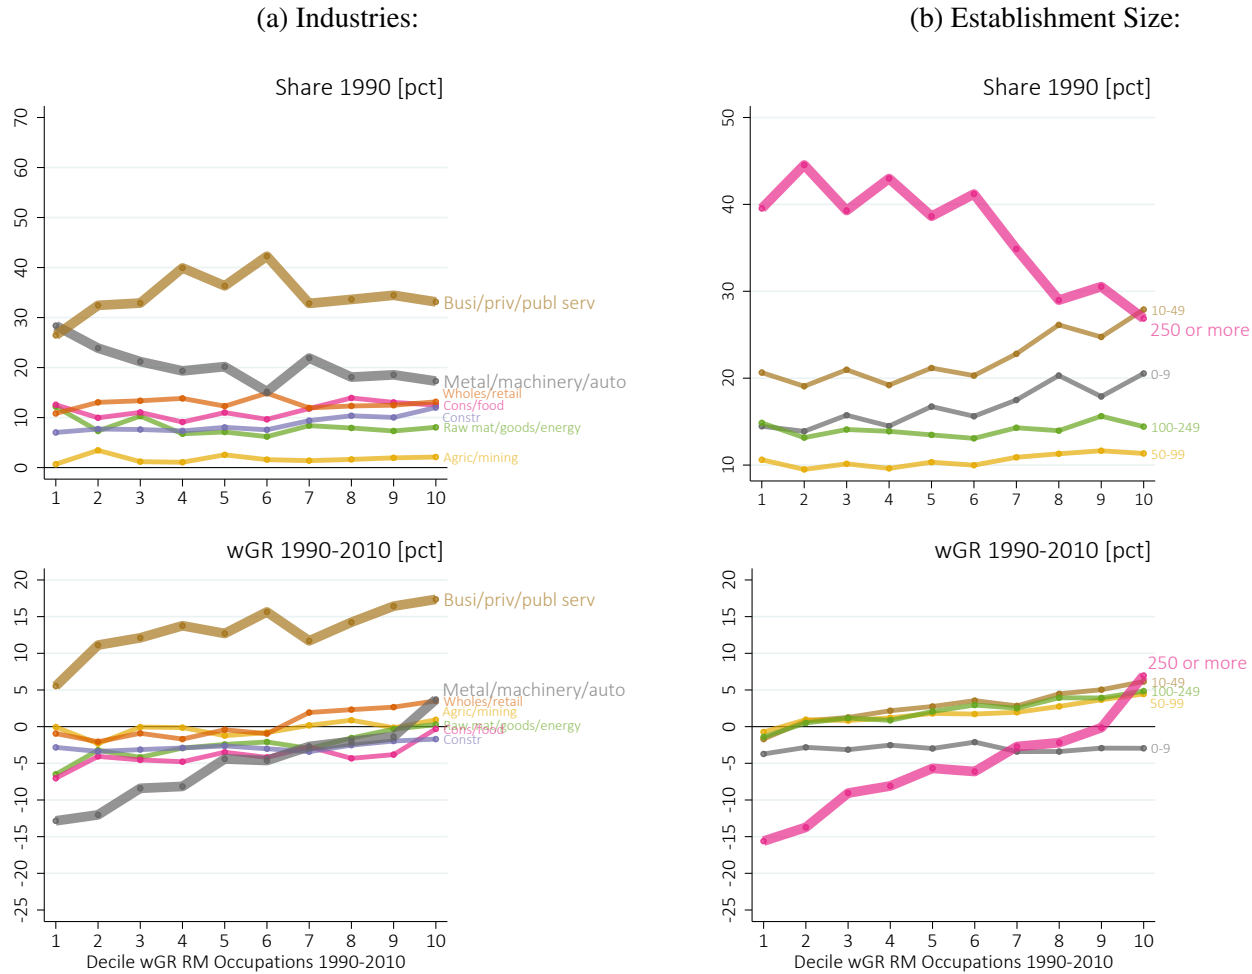 (a) Industries:
(b) Establishment Size:
Share 1990 [pct]
70
60
50
40
30
20
10
0
Busi/priv/publ serv
Metal/machinery/auto
Wholes/retail
Cons/food
Constr
Raw mat/goods/energy
Agric/mining
1 2 3 4 5 6 7 8 9 10
Share 1990 [pct]
50
40
30
20
10
10-49
250 or more
0-9
100-249
50-99
1 2 3 4 5 6 7 8 9 10
wGR 1990-2010 [pct]
20
15
10
5
0
-5
-10
-15
-20
-25
Busi/priv/publ serv
Metal/machinery/auto
Wholes/retail
Agric/mining
Raw mat/goods/energy
Cons/food
Constr
1 2 3 4 5 6 7 8 9 10
Decile wGR RM Occupations 1990-2010
wGR 1990-2010 [pct]
20
15
10
5
0
-5
-10
-15
-20
-25
250 or more
10-49
100-249
50-99
0-9
1 2 3 4 5 6 7 8 9 10
Decile wGR RM Occupations 1990-2010